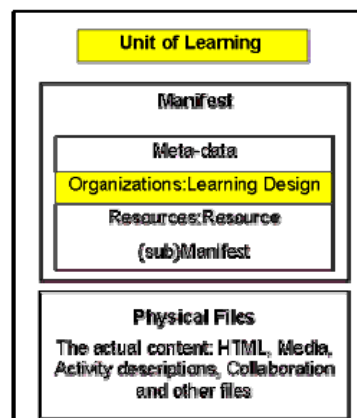 Unit of Learning
Manifest
Meta-data
Organizations:Learning Design
Resources:Resource
(sub)Manifest
Physical Files
The actual content: HTML, Media,
Activity descriptions, Collaboration
and other files